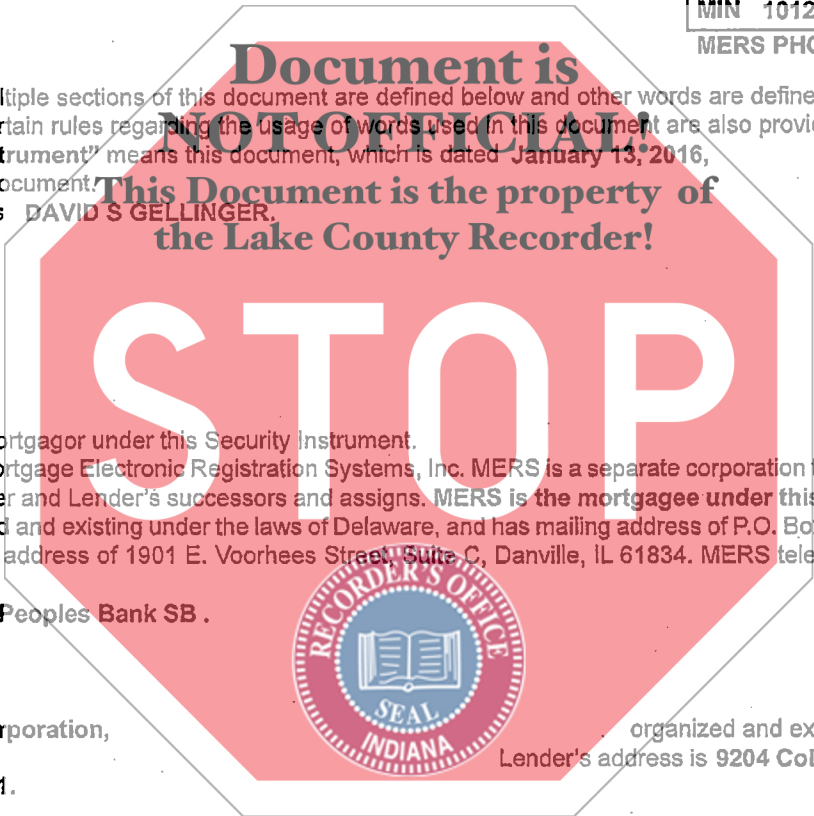 MIN 1012
MERS PHO
Document is
ltiple sections of this document are defined below and other words are define
rtain rules regarding the usage of words used in this document are also provi
NOT OFFICIAL!
trument" means this document, which is dated January 13, 2016,
ocument.
This Document is the property of
s DAVID S GELLINGER.
the Lake County Recorder!
STOP
ortgagor under this Security Instrument.
ortgage Electronic Registration Systems, Inc. MERS is a separate corporation t
er and Lender's successors and assigns. MERS is the mortgagee under this
d and existing under the laws of Delaware, and has mailing address of P.O. Bo
address of 1901 E. Voorhees Street, Suite C, Danville, IL 61834. MERS tele
Peoples Bank SB .
RECORDER'S OFFICE
SEAL
INDIANA
rporation,
organized and ex
Lender's address is 9204 Col
1.